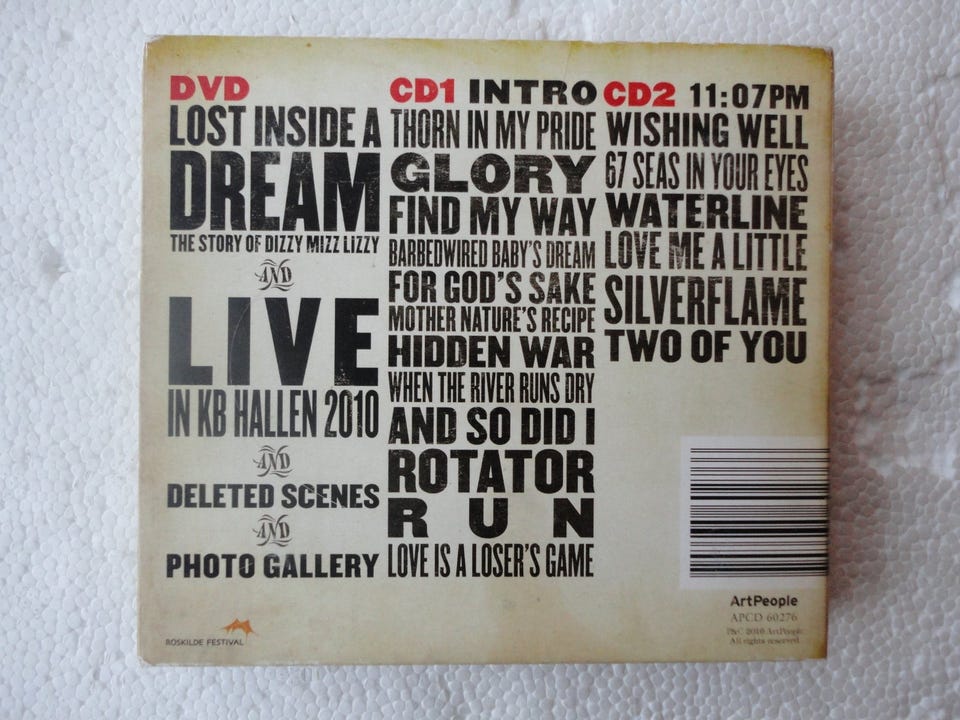 DVD
LOST INSIDE A
DREAM
THE STORY OF DIZZY MIZZ LIZZY
AND
LIVE
IN KB HALLEN 2010
AND
DELETED SCENES
AND
PHOTO GALLERY
ROSKILDE FESTIVAL
CD1 INTRO
THORN IN MY PRIDE
GLORY
FIND MY WAY
BARBEDWIRED BABY'S DREAM
FOR GOD'S SAKE
MOTHER NATURE'S RECIPE
HIDDEN WAR
WHEN THE RIVER RUNS DRY
AND SO DID I
ROTATOR
RUN
LOVE IS A LOSER'S GAME
CD2 11:07PM
WISHING WELL
67 SEAS IN YOUR EYES
WATERLINE
LOVE ME A LITTLE
SILVERFLAME
TWO OF YOU
ArtPeople
APCD 60276
P&C 2010 ArtPeople
All rights reserved